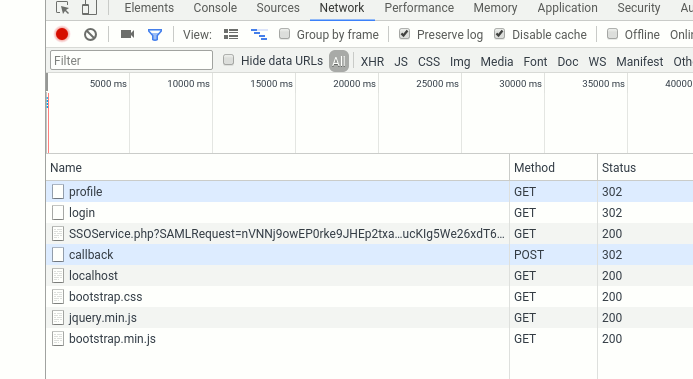 Elements Console Sources Network Performance Memory Application Security
View: Group by frame Preserve log Disable cache Offline
Filter Hide data URLs All XHR JS CSS Img Media Font Doc WS Manifest
5000 ms 10000 ms 15000 ms 20000 ms 25000 ms 30000 ms 35000 ms 40000
Name Method Status
profile GET 302
login GET 302
SSOService.php?SAMLRequest=nVNNj9owEP0rke9JHEp2txa…ucKIg5We26xdT6… GET 200
callback POST 302
localhost GET 200
bootstrap.css GET 200
jquery.min.js GET 200
bootstrap.min.js GET 200